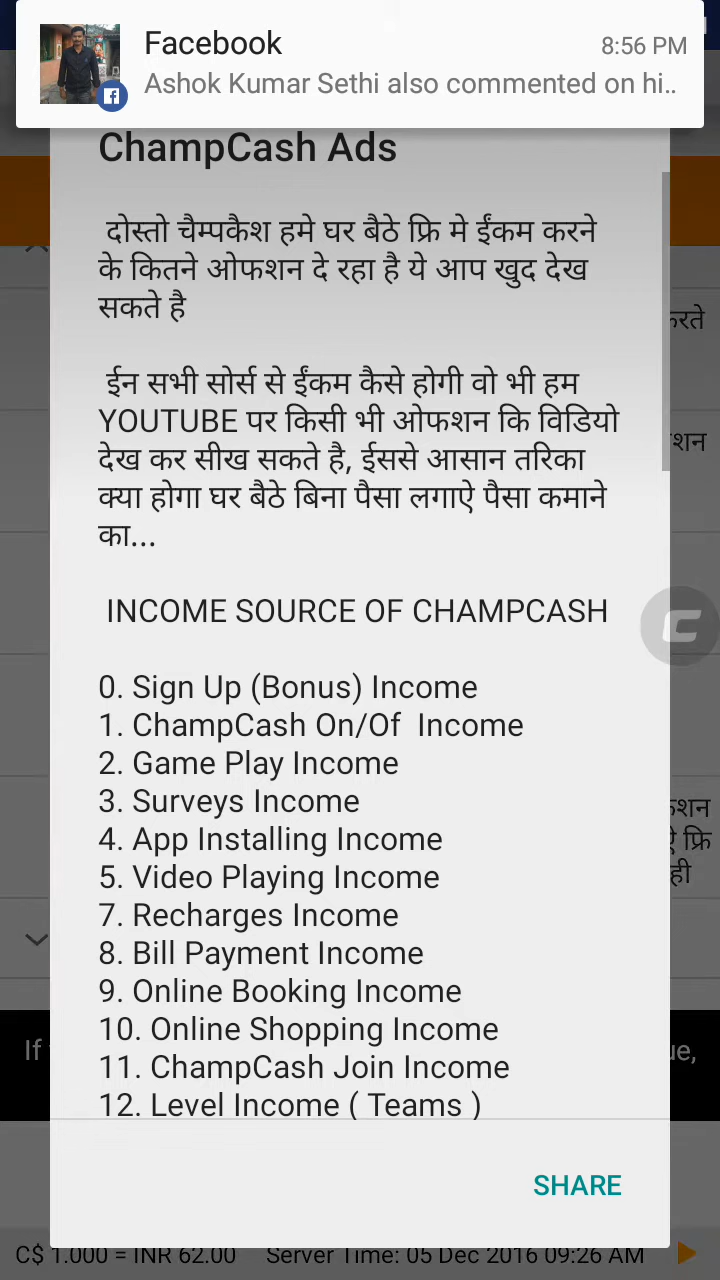 Facebook
8:56 PM
Ashok Kumar Sethi also commented on hi..
ChampCash Ads
दोस्तो चैम्पकैश हमे घर बैठे फ्रि मे ईंकम करने
के कितने ओफशन दे रहा है ये आप खुद देख
सकते है
ईन सभी सोर्स से ईंकम कैसे होगी वो भी हम
YOUTUBE पर किसी भी ओफशन कि विडियो
देख कर सीख सकते है, ईससे आसान तरिका
क्या होगा घर बैठे बिना पैसा लगाऐ पैसा कमाने
का...
INCOME SOURCE OF CHAMPCASH
0. Sign Up (Bonus) Income
1. ChampCash On/Of  Income
2. Game Play Income
3. Surveys Income
4. App Installing Income
5. Video Playing Income
7. Recharges Income
8. Bill Payment Income
9. Online Booking Income
10. Online Shopping Income
11. ChampCash Join Income
12. Level Income ( Teams )
SHARE
If
C$ 1.000 = INR 62.00
Server Time: 05 Dec 2016 09:26 AM